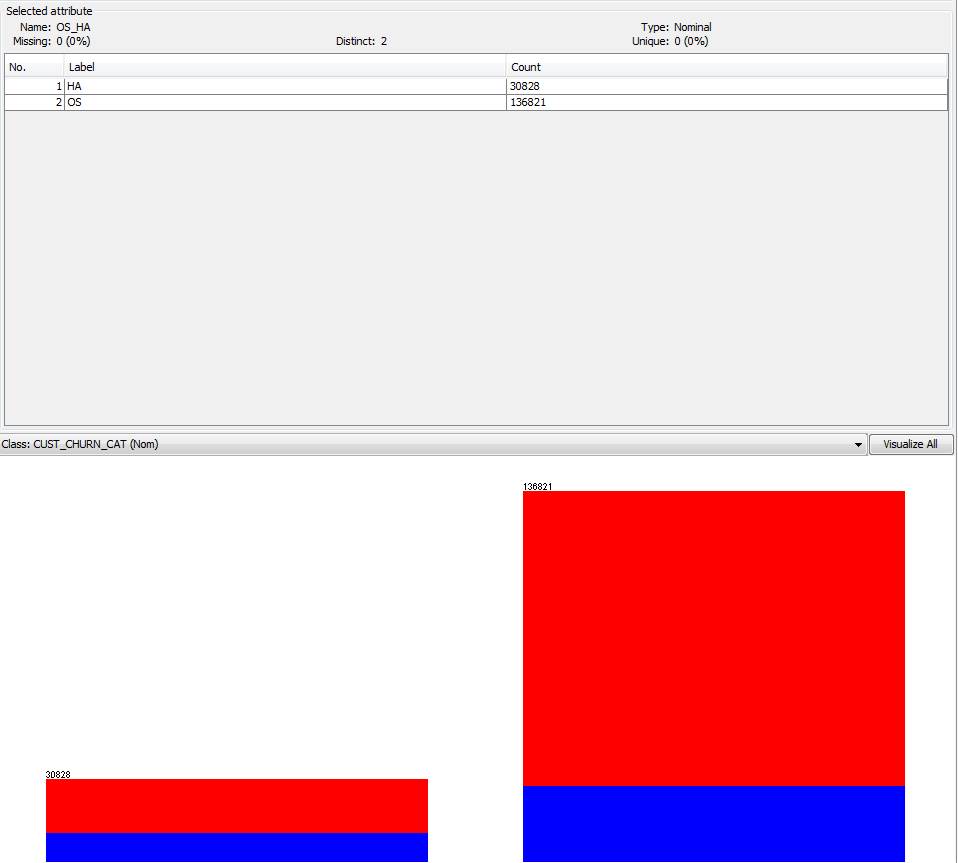 Selected attribute
Name: OS_HA Type: Nominal
Missing: 0 (0%) Distinct: 2 Unique: 0 (0%)
No. Label Count
1 HA 30828
2 OS 136821
Class: CUST_CHURN_CAT (Nom) Visualize All
136821
30828